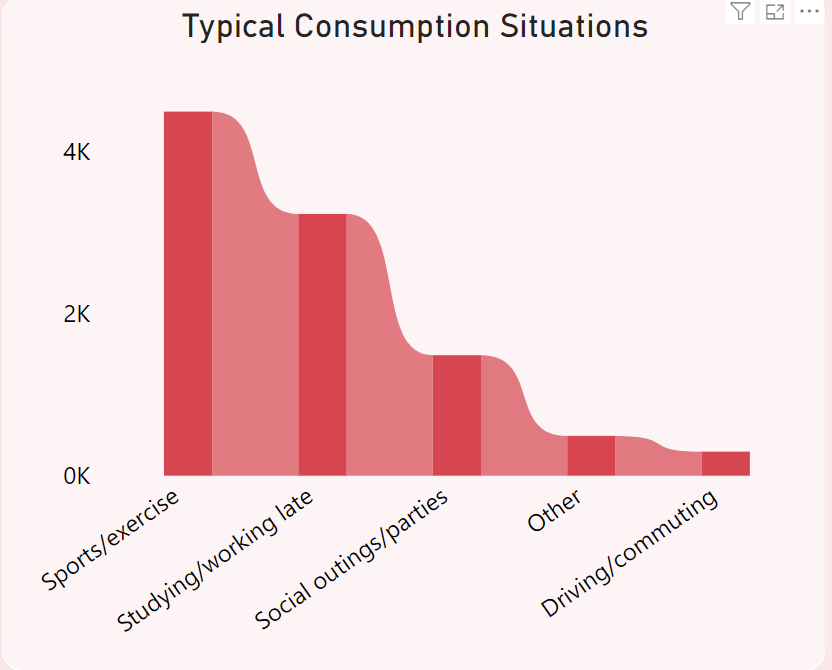 Typical Consumption Situations
4K
2K
0K
Sports/exercise
Studying/working late
Social outings/parties
Other
Driving/commuting